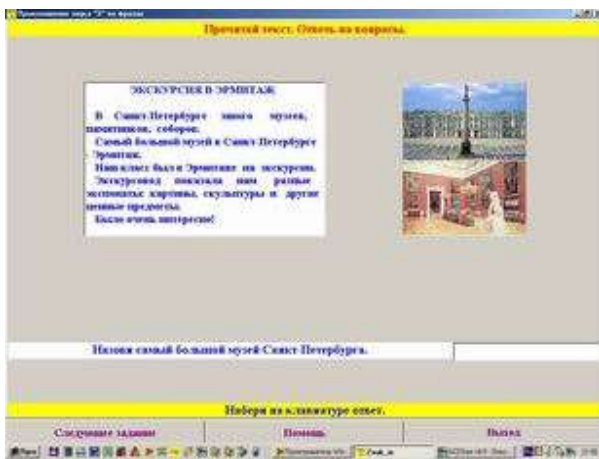 Прочитай текст. Ответь на вопросы.
ЭКСКУРСИЯ В ЭРМИТАЖ
В Санкт-Петербурге много музеев,
памятников, соборов.
Самый большой музей в Санкт-Петербурге
- Эрмитаж.
Наш класс был в Эрмитаже на экскурсии.
Экскурсовод показала нам разные
экспонаты: картины, скульптуры и другие
ценные предметы.
Было очень интересно!
Назови самый большой музей Санкт-Петербурга.
Набери на клавиатуре ответ.
Следующее задание Помощь Выход